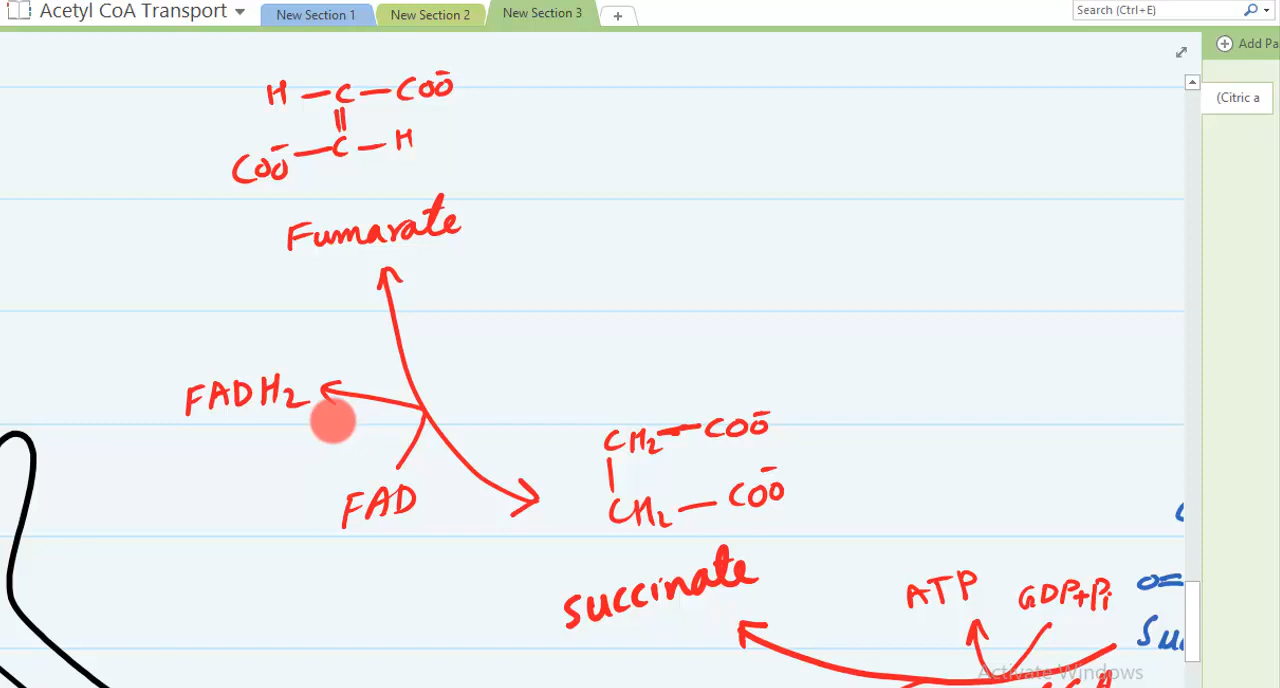 Acetyl CoA Transport
New Section 1
New Section 2
New Section 3
+
Search (Ctrl+E)
Add Pa
(Citric a
H — C — COO⁻
||
COO⁻ — C — H
Fumarate
FADH2
FAD
CH2 — COO⁻
|
CH2 — COO⁻
succinate
ATP
GDP+Pi
O=
Su
Activate Windows